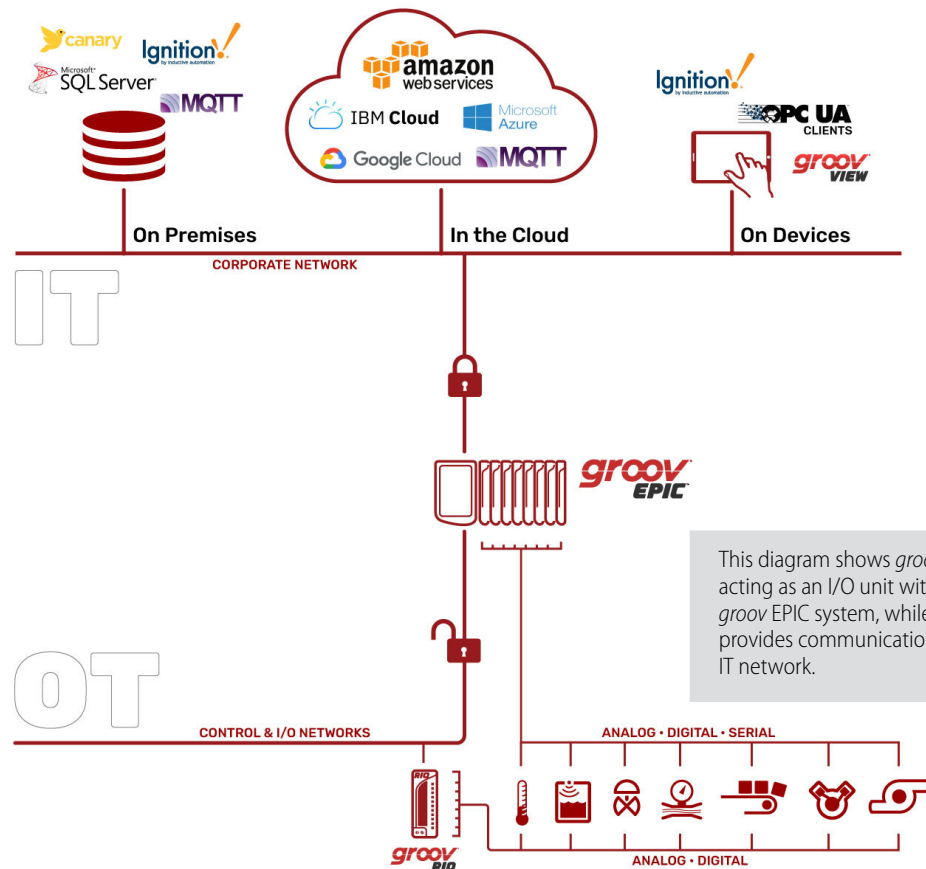 canary
Ignition!
by inductive automation
Microsoft®
SQL Server®
MQTT
amazon
webservices
IBM Cloud
Microsoft
Azure
Google Cloud
MQTT
Ignition!
by inductive automation
OPC UA
CLIENTS
groov
VIEW
On Premises
In the Cloud
On Devices
CORPORATE NETWORK
IT
groov
EPIC
This diagram shows groo
acting as an I/O unit wit
groov EPIC system, while
provides communication
IT network.
OT
CONTROL & I/O NETWORKS
ANALOG • DIGITAL • SERIAL
RIO
groov
RIO
ANALOG • DIGITAL